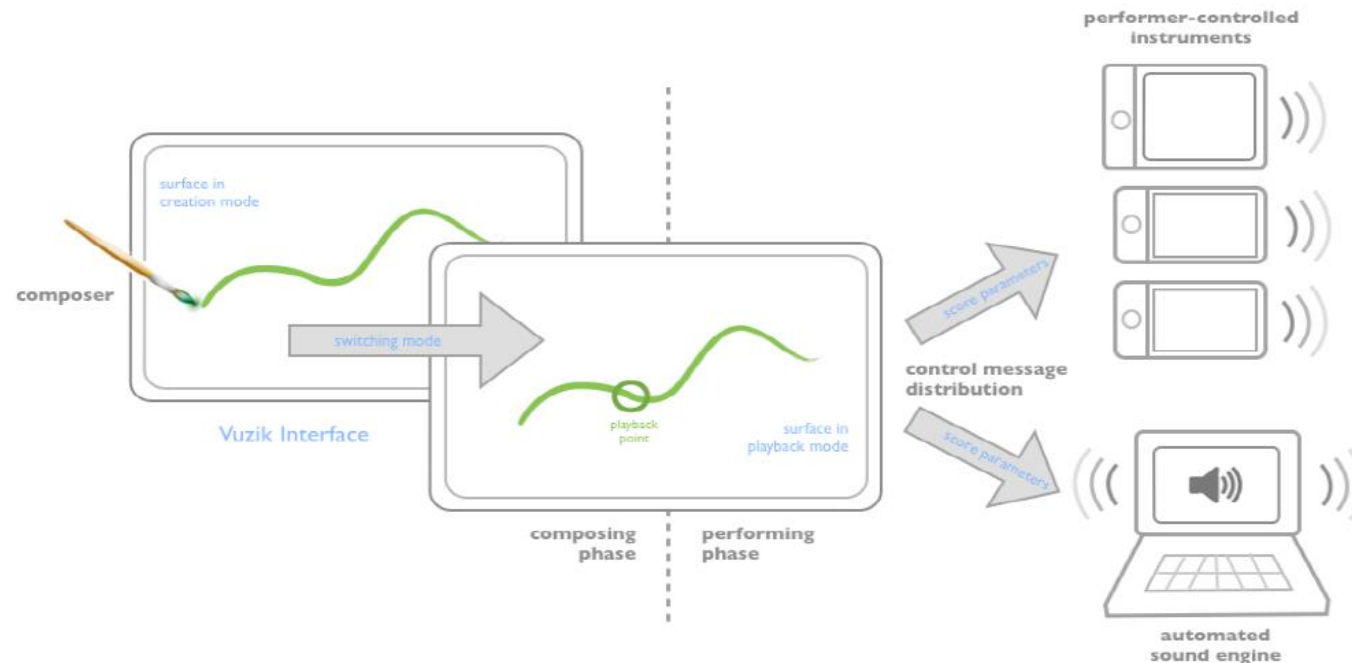 performer-controlled
instruments
surface in
creation mode
composer
switching mode
Vuzik Interface
playback
point
surface in
playback mode
score parameters
control message
distribution
score parameters
composing
phase
performing
phase
automated
sound engine